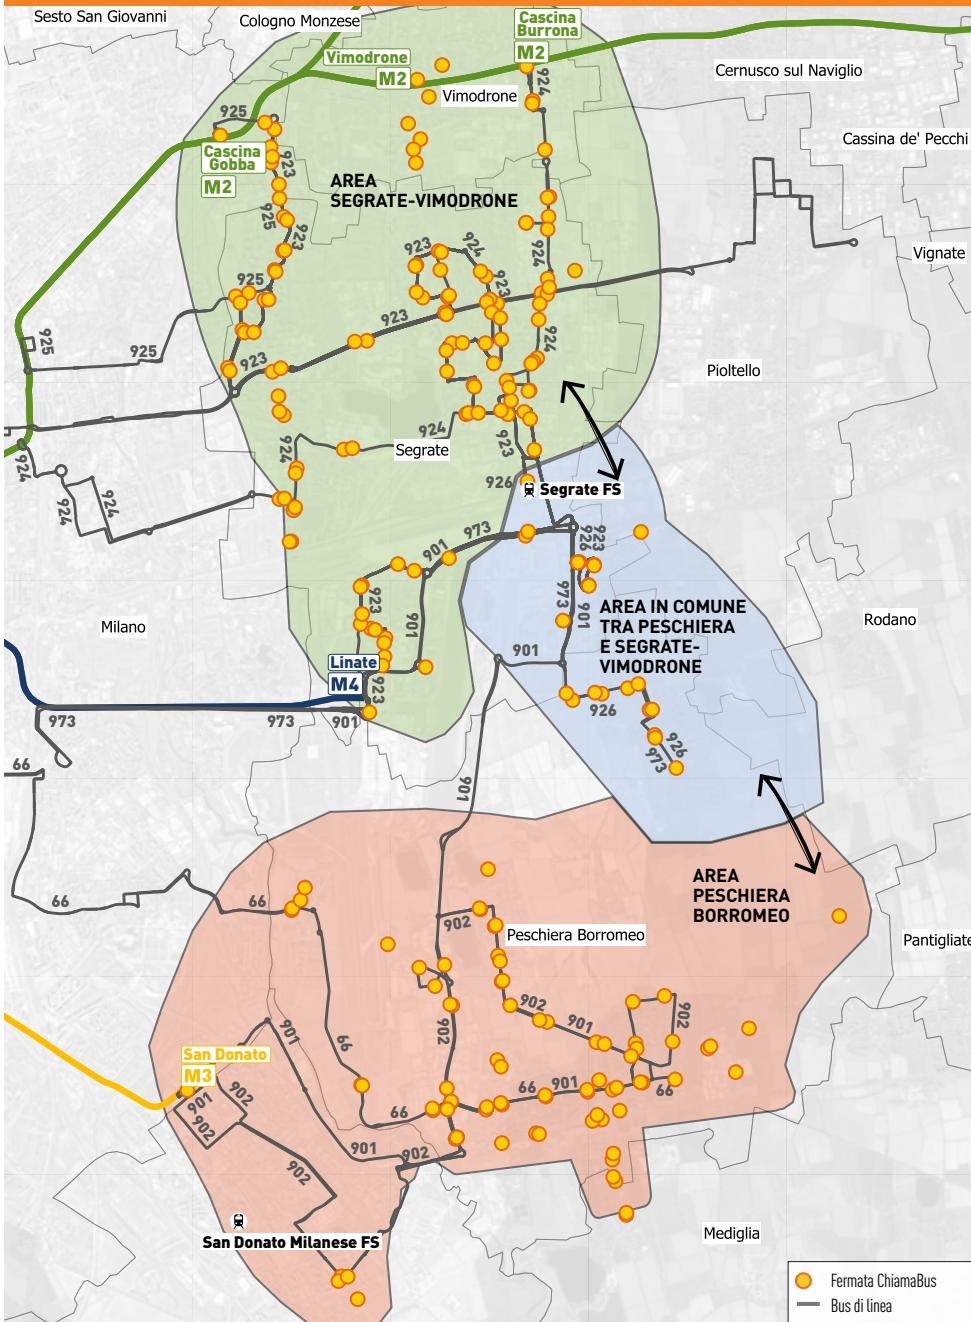 Sesto San Giovanni
Cologno Monzese
Cascina
Burrona
M2
Vimodrone
M2
Vimodrone
Cernusco sul Naviglio
Cassina de' Pecchi
924
925
Cascina
Gobba
M2
923
AREA
SEGRATE-VIMODRONE
925
923
923
924
924
923
Vignate
925
923
925
925
924
923
Pioltello
924
Segrate
923
924
924
924
924
926
Segrate FS
973
901
923
926
923
901
973
901
AREA IN COMUNE
TRA PESCHIERA
E SEGRATE-
VIMODRONE
Milano
Rodano
901
Linate
M4
923
926
973
973
901
926
973
66
901
66
66
AREA
PESCHIERA
BORROMEO
902
Peschiera Borromeo
Pantigliate
902
901
902
902
901
66
San Donato
M3
901
902
902
66
66
901
66
901
902
902
San Donato Milanese FS
Mediglia
Fermata ChiamaBus
Bus di linea